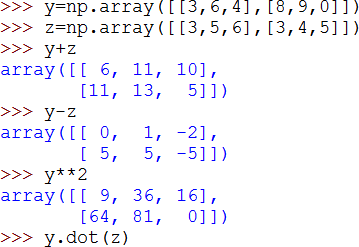 >>> y=np.array([[3,6,4],[8,9,0]])
>>> z=np.array([[3,5,6],[3,4,5]])
>>> y+z
array([[ 6, 11, 10],
       [11, 13,  5]])
>>> y-z
array([[ 0,  1, -2],
       [ 5,  5, -5]])
>>> y**2
array([[ 9, 36, 16],
       [64, 81,  0]])
>>> y.dot(z)